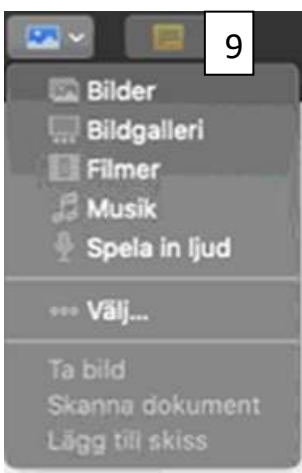 9
Bilder
Bildgalleri
Filmer
Musik
Spela in ljud
Välj...
Ta bild
Skanna dokument
Lägg till skiss